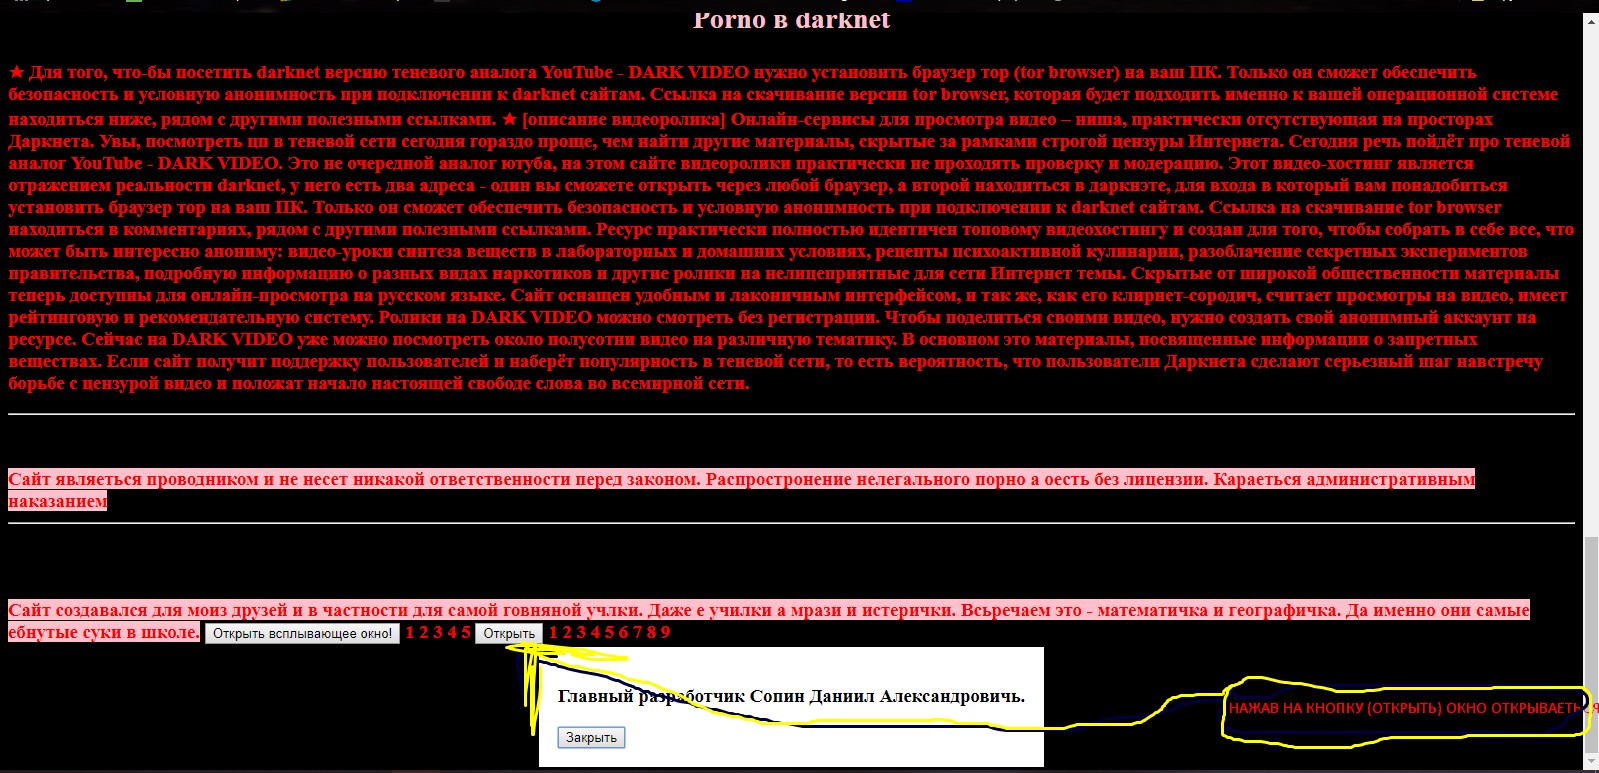 Porno в darknet
★ Для того, что-бы посетить darknet версию теневого аналога YouTube - DARK VIDEO нужно установить браузер тор (tor browser) на ваш ПК. Только он сможет обеспечить
безопасность и условную анонимность при подключении к darknet сайтам. Ссылка на скачивание версии tor browser, которая будет подходить именно к вашей операционной системе
находиться ниже, рядом с другими полезными ссылками. ★ [описание видеоролика] Онлайн-сервисы для просмотра видео – ниша, практически отсутствующая на просторах
Даркнета. Увы, посмотреть цп в теневой сети сегодня гораздо проще, чем найти другие материалы, скрытые за рамками строгой цензуры Интернета. Сегодня речь пойдёт про теневой
аналог YouTube - DARK VIDEO. Это не очередной аналог ютуба, на этом сайте видеоролики практически не проходять проверку и модерацию. Этот видео-хостинг является
отражением реальности darknet, у него есть два адреса - один вы сможете открыть через любой браузер, а второй находиться в даркнэте, для входа в который вам понадобиться
установить браузер тор на ваш ПК. Только он сможет обеспечить безопасность и условную анонимность при подключении к darknet сайтам. Ссылка на скачивание tor browser
находиться в комментариях, рядом с другими полезными ссылками. Ресурс практически полностью идентичен топовому видеохостингу и создан для того, чтобы собрать в себе все, что
может быть интересно анониму: видео-уроки синтеза веществ в лабораторных и домашних условиях, рецепты психоактивной кулинарии, разоблачение секретных экспериментов
правительства, подробную информацию о разных видах наркотиков и другие ролики на нелицеприятные для сети Интернет темы. Скрытые от широкой общественности материалы
теперь доступны для онлайн-просмотра на русском языке. Сайт оснащен удобным и лаконичным интерфейсом, и так же, как его клирнет-сородич, считает просмотры на видео, имеет
рейтинговую и рекомендательную систему. Ролики на DARK VIDEO можно смотреть без регистрации. Чтобы поделиться своими видео, нужно создать свой анонимный аккаунт на
ресурсе. Сейчас на DARK VIDEO уже можно посмотреть около полусотни видео на различную тематику. В основном это материалы, посвященные информации о запретных
веществах. Если сайт получит поддержку пользователей и наберёт популярность в теневой сети, то есть вероятность, что пользователи Даркнета сделают серьезный шаг навстречу
борьбе с цензурой видео и положат начало настоящей свободе слова во всемирной сети.
Сайт являеться проводником и не несет никакой ответственности перед законом. Распростронение нелегального порно а оесть без лицензии. Караеться административным
наказанием
Сайт создавался для моиз друзей и в частности для самой говняной учлки. Даже е училки а мрази и истерички. Всьречаем это - математичка и географичка. Да именно они самые
ебнутые суки в школе. Открыть всплывающее окно! 1 2 3 4 5 Открыть 1 2 3 4 5 6 7 8 9
Главный разработчик Сопин Даниил Александровичь.
НАЖАВ НА КНОПКУ (ОТКРЫТЬ) ОКНО ОТКРЫВАЕТЬСЯ
Закрыть